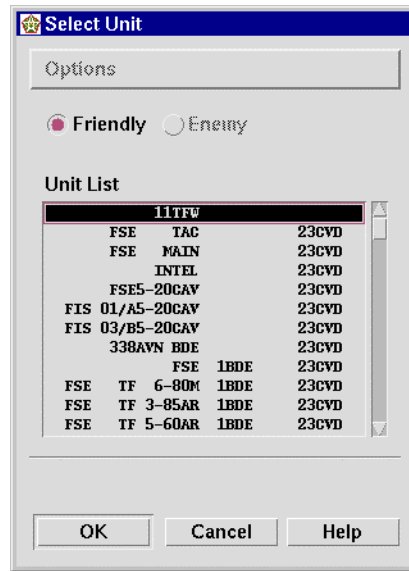 Select Unit
Options
Friendly Enemy
Unit List
11TFW
FSE TAC 23CVD
FSE MAIN 23CVD
INTEL 23CVD
FSE5-20CAV 23CVD
FIS 01/A5-20CAV 23CVD
FIS 03/B5-20CAV 23CVD
338AVN BDE 23CVD
FSE 1BDE 23CVD
FSE TF 6-80M 1BDE 23CVD
FSE TF 3-85AR 1BDE 23CVD
FSE TF 5-60AR 1BDE 23CVD
OK Cancel Help